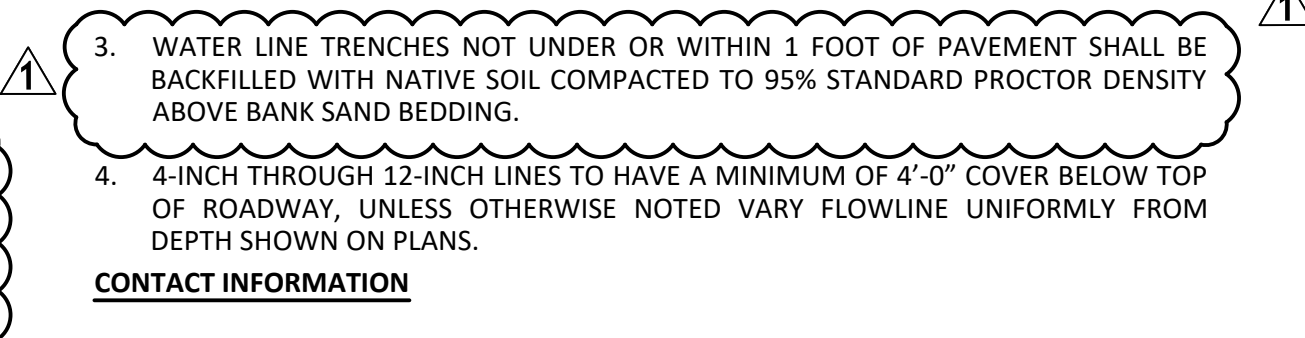 1
3. WATER LINE TRENCHES NOT UNDER OR WITHIN 1 FOOT OF PAVEMENT SHALL BE
1
BACKFILLED WITH NATIVE SOIL COMPACTED TO 95% STANDARD PROCTOR DENSITY
ABOVE BANK SAND BEDDING.
4. 4-INCH THROUGH 12-INCH LINES TO HAVE A MINIMUM OF 4'-0” COVER BELOW TOP
OF ROADWAY, UNLESS OTHERWISE NOTED VARY FLOWLINE UNIFORMLY FROM
DEPTH SHOWN ON PLANS.
CONTACT INFORMATION